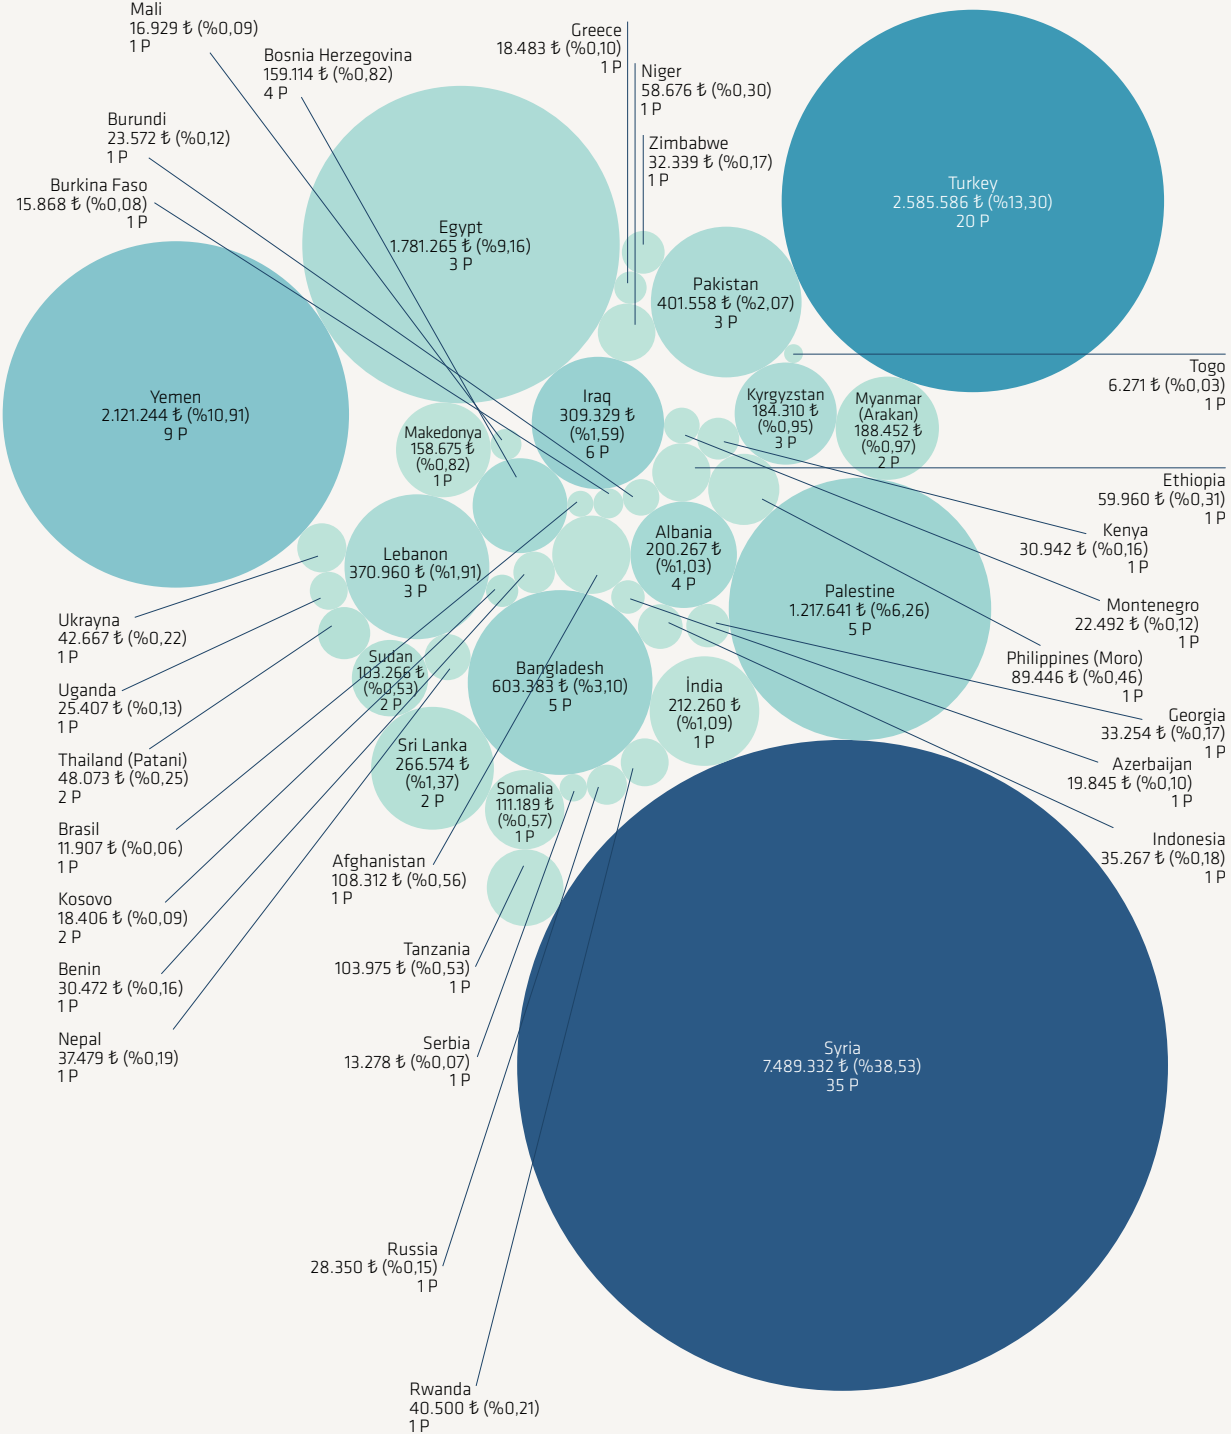 Mali
16.929 ₺ (%0,09)
1 P
Bosnia Herzegovina
159.114 ₺ (%0,82)
4 P
Greece
18.483 ₺ (%0,10)
1 P
Niger
58.676 ₺ (%0,30)
1 P
Burundi
23.572 ₺ (%0,12)
1 P
Zimbabwe
32.339 ₺ (%0,17)
1 P
Burkina Faso
15.868 ₺ (%0,08)
1 P
Turkey
2.585.586 ₺ (%13,30)
20 P
Egypt
1.781.265 ₺ (%9,16)
3 P
Pakistan
401.558 ₺ (%2,07)
3 P
Togo
6.271 ₺ (%0,03)
1 P
Yemen
2.121.244 ₺ (%10,91)
9 P
Iraq
309.329 ₺
(%1,59)
6 P
Kyrgyzstan
184.310 ₺
(%0,95)
3 P
Myanmar
(Arakan)
188.452 ₺
(%0,97)
2 P
Makedonya
158.675 ₺
(%0,82)
1 P
Ethiopia
59.960 ₺ (%0,31)
1 P
Kenya
30.942 ₺ (%0,16)
1 P
Albania
200.267 ₺
(%1,03)
4 P
Lebanon
370.960 ₺ (%1,91)
3 P
Palestine
1.217.641 ₺ (%6,26)
5 P
Montenegro
22.492 ₺ (%0,12)
1 P
Ukrayna
42.667 ₺ (%0,22)
1 P
Philippines (Moro)
89.446 ₺ (%0,46)
1 P
Sudan
103.266 ₺
(%0,53)
2 P
Bangladesh
603.383 ₺ (%3,10)
5 P
İndia
212.260 ₺
(%1,09)
1 P
Uganda
25.407 ₺ (%0,13)
1 P
Georgia
33.254 ₺ (%0,17)
1 P
Sri Lanka
266.574 ₺
(%1,37)
2 P
Thailand (Patani)
48.073 ₺ (%0,25)
2 P
Azerbaijan
19.845 ₺ (%0,10)
1 P
Somalia
111.189 ₺
(%0,57)
1 P
Brasil
11.907 ₺ (%0,06)
1 P
Indonesia
35.267 ₺ (%0,18)
1 P
Afghanistan
108.312 ₺ (%0,56)
1 P
Kosovo
18.406 ₺ (%0,09)
2 P
Tanzania
103.975 ₺ (%0,53)
1 P
Benin
30.472 ₺ (%0,16)
1 P
Nepal
37.479 ₺ (%0,19)
1 P
Serbia
13.278 ₺ (%0,07)
1 P
Syria
7.489.332 ₺ (%38,53)
35 P
Russia
28.350 ₺ (%0,15)
1 P
Rwanda
40.500 ₺ (%0,21)
1 P